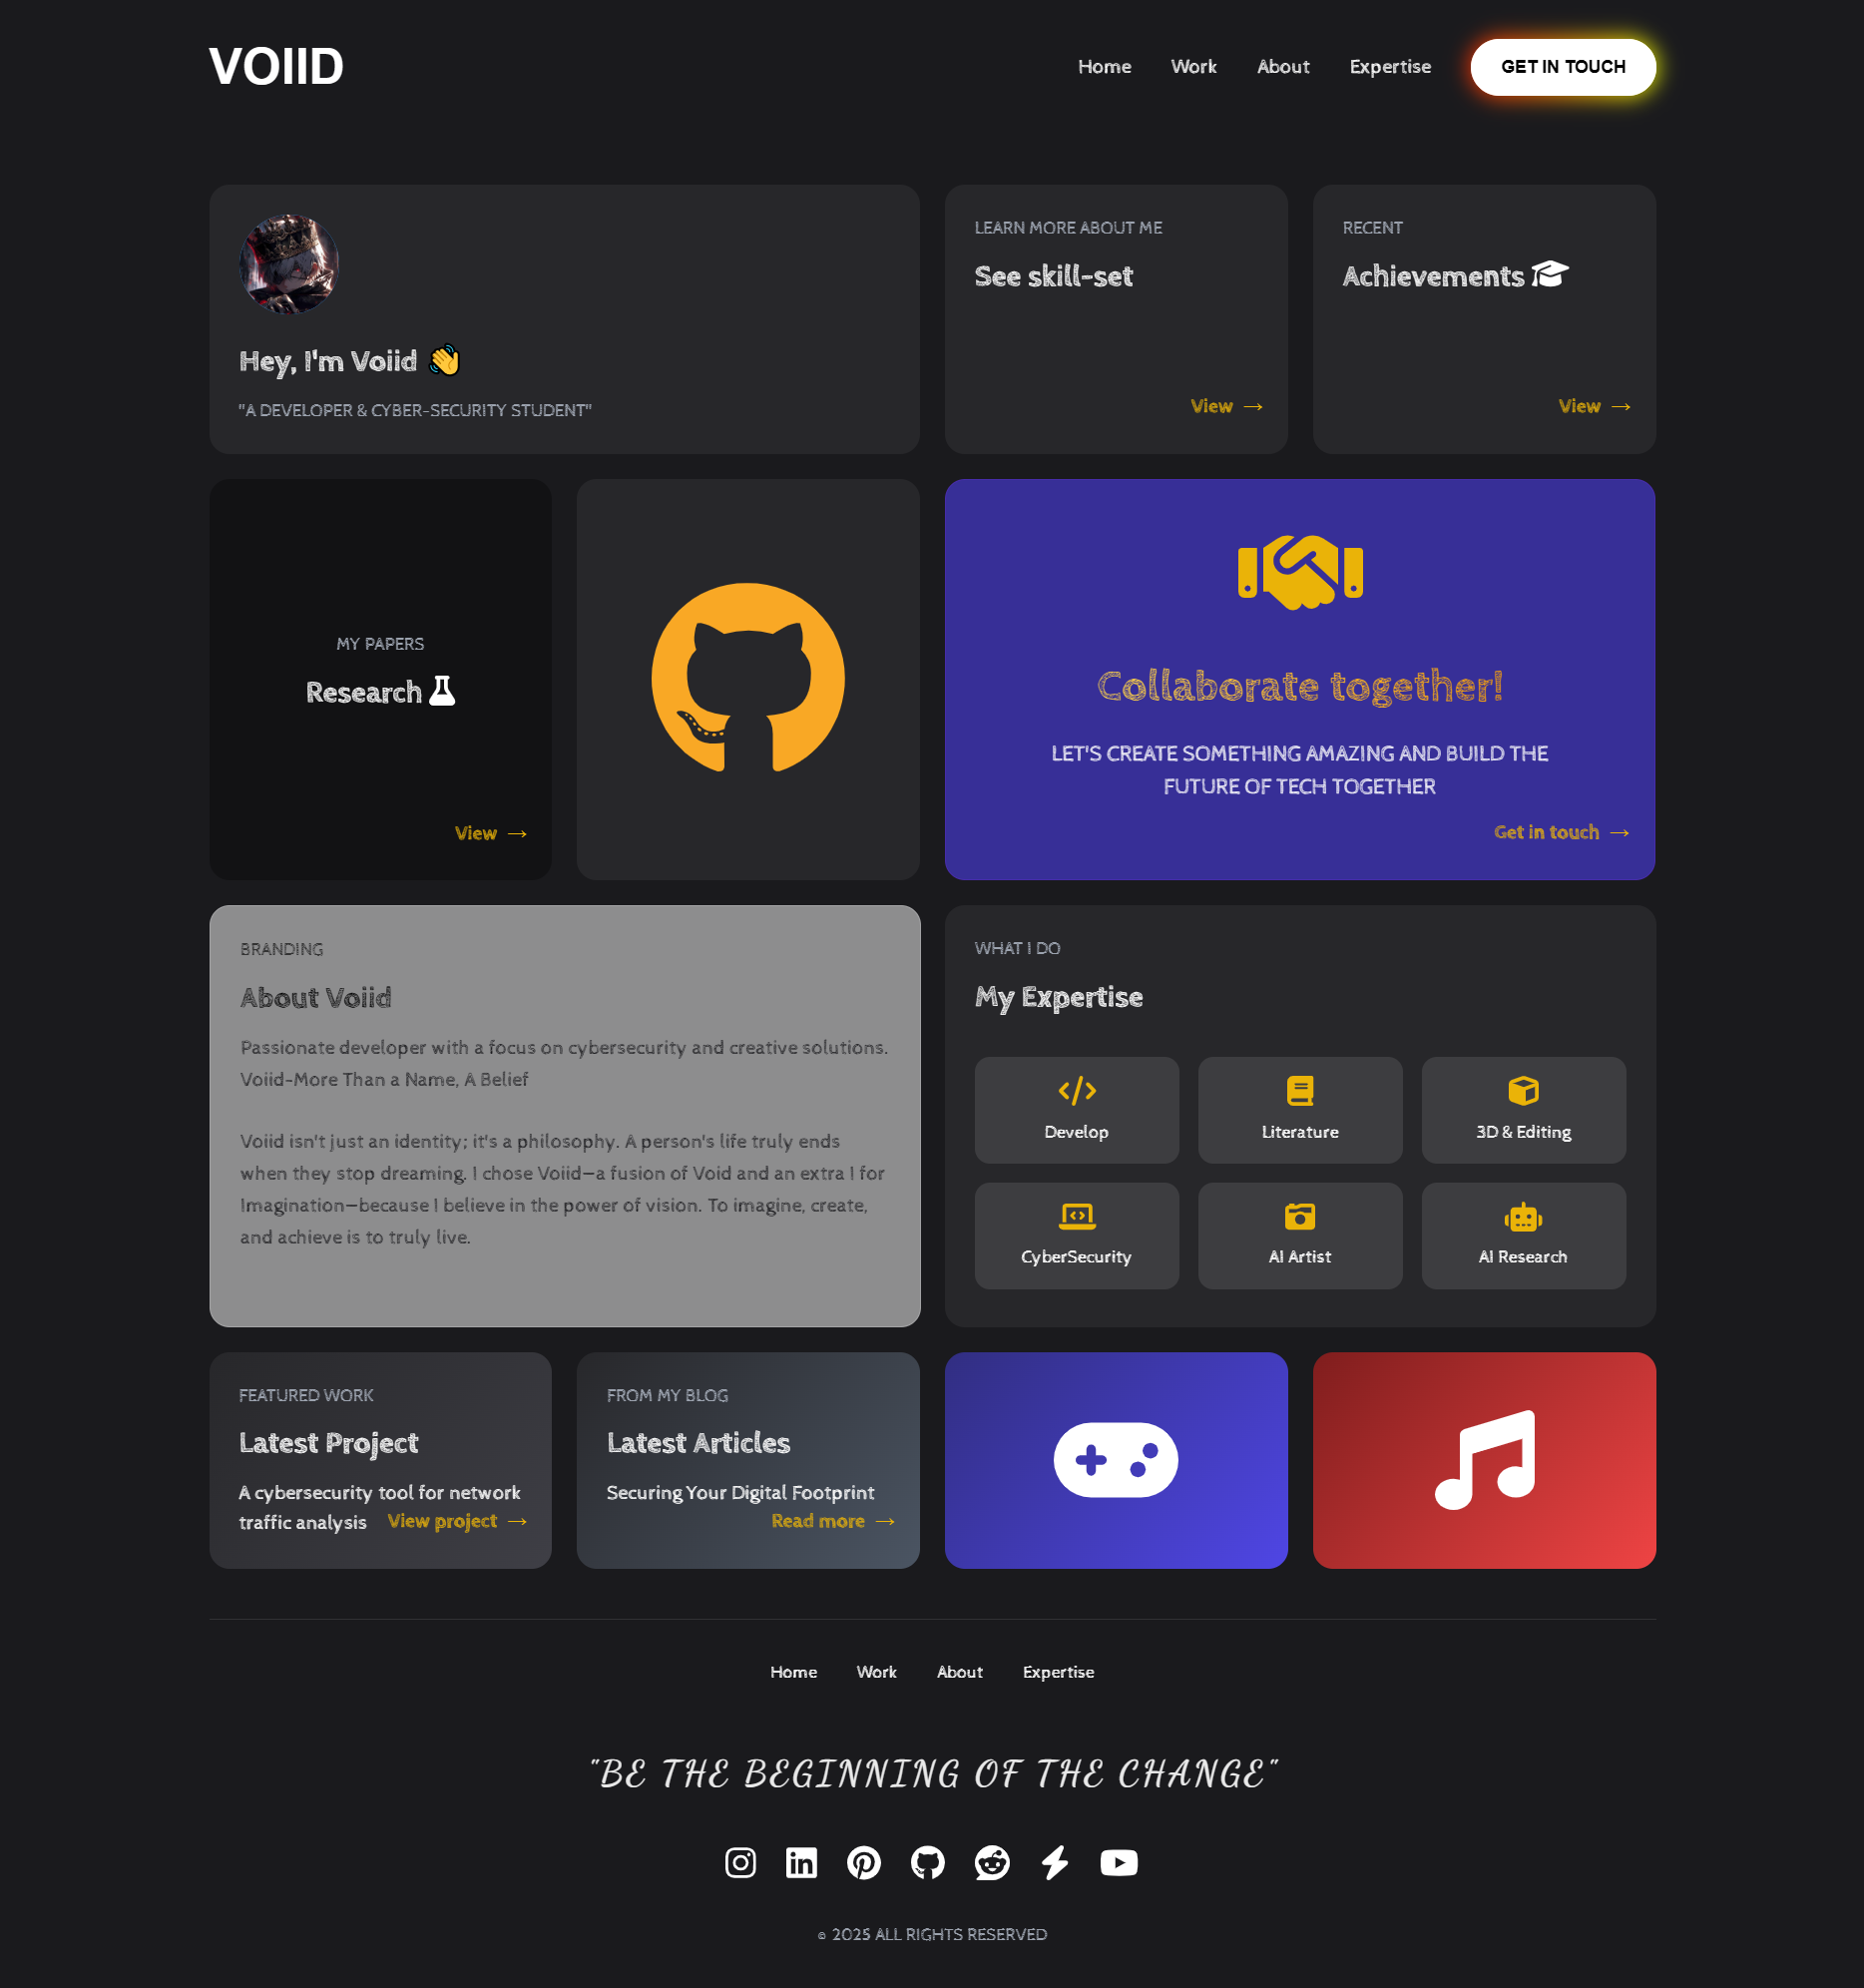 VOIID
Home
Work
About
Expertise
GET IN TOUCH
Hey, I'm Voiid 👋
"A DEVELOPER & CYBER-SECURITY STUDENT"
LEARN MORE ABOUT ME
See skill-set
View →
RECENT
Achievements
View →
MY PAPERS
Research
View →
Collaborate together!
LET'S CREATE SOMETHING AMAZING AND BUILD THE
FUTURE OF TECH TOGETHER
Get in touch →
BRANDING
About Voiid
Passionate developer with a focus on cybersecurity and creative solutions.
Voiid-More Than a Name, A Belief
Voiid isn't just an identity; it's a philosophy. A person's life truly ends
when they stop dreaming. I chose Voiid—a fusion of Void and an extra I for
Imagination—because I believe in the power of vision. To imagine, create,
and achieve is to truly live.
WHAT I DO
My Expertise
Develop
Literature
3D & Editing
CyberSecurity
AI Artist
AI Research
FEATURED WORK
Latest Project
A cybersecurity tool for network
traffic analysis
View project →
FROM MY BLOG
Latest Articles
Securing Your Digital Footprint
Read more →
Home
Work
About
Expertise
"BE THE BEGINNING OF THE CHANGE"
© 2025 ALL RIGHTS RESERVED